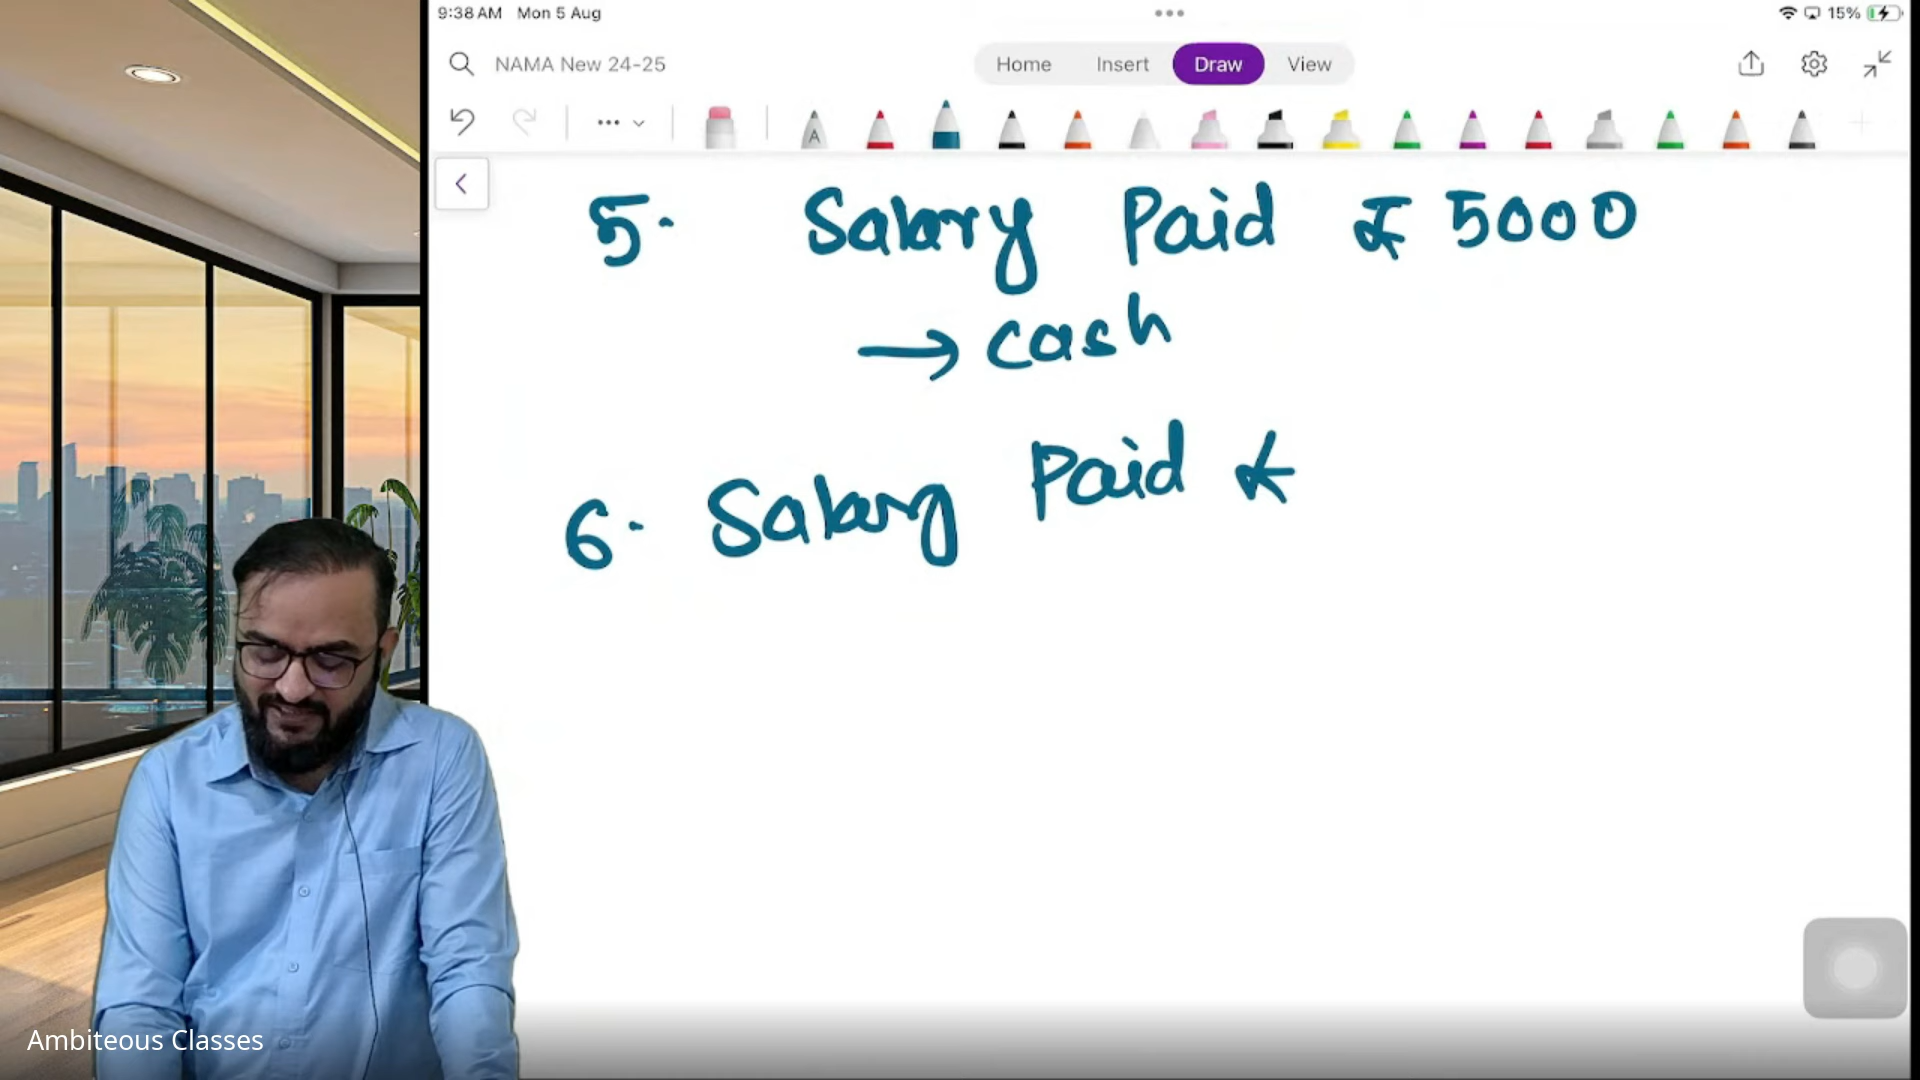 9:38 AM Mon 5 Aug
15%
NAMA New 24-25
Home Insert Draw View
A
5. Salary Paid ₹ 5000
→ cash
6. Salary Paid ₹
Ambiteous Classes